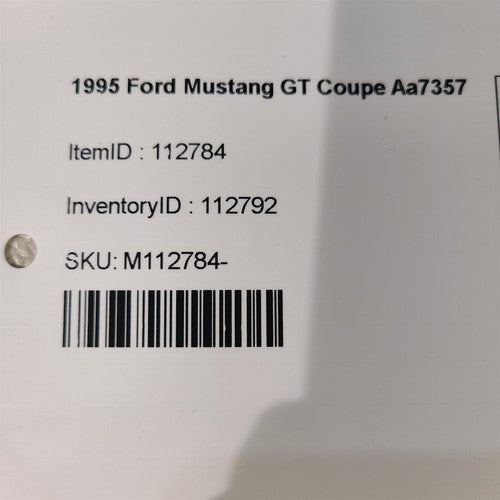 1995 Ford Mustang GT Coupe Aa7357
ItemID : 112784
InventoryID : 112792
SKU: M112784-